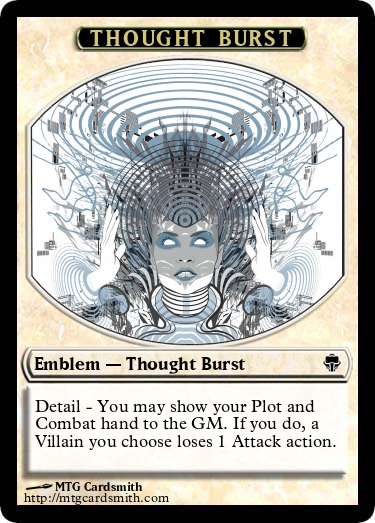 THOUGHT BURST
Emblem — Thought Burst
Detail - You may show your Plot and
Combat hand to the GM. If you do, a
Villain you choose loses 1 Attack action.
MTG Cardsmith
http://mtgcardsmith.com